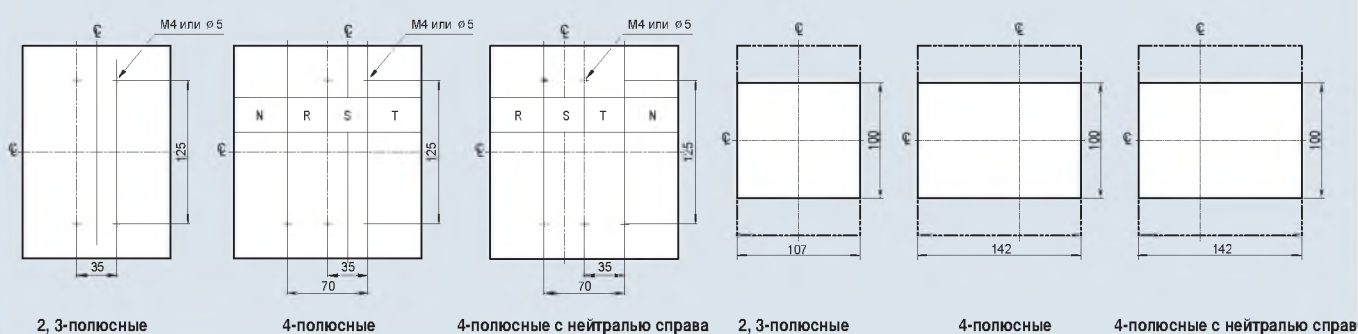 M4 или ø 5
M4 или ø 5
M4 или ø 5
N R S T
R S T N
125
125
125
100
100
100
35
35
35
70
70
107
142
142
2, 3-полюсные
4-полюсные
4-полюсные с нейтралью справа
2, 3-полюсные
4-полюсные
4-полюсные с нейтралью справ